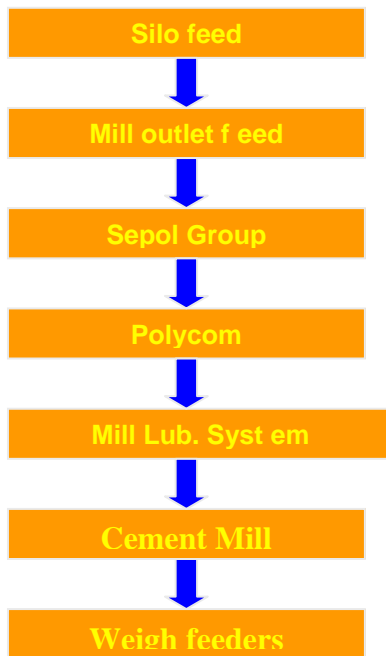 Silo feed
Mill outlet f eed
Sepol Group
Polycom
Mill Lub. Syst em
Cement Mill
Weigh feeders